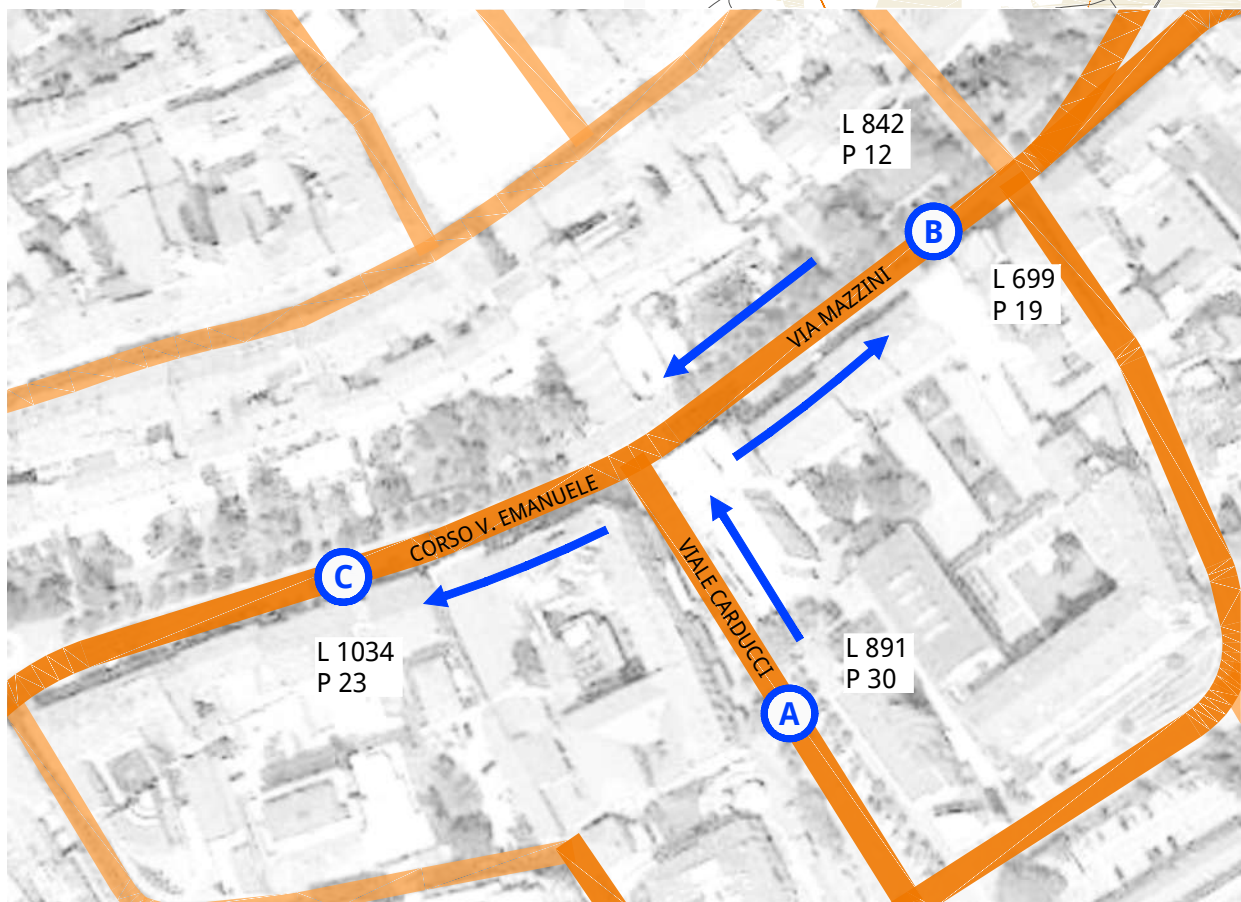 L 842
P 12
B
L 699
P 19
VIA MAZZINI
CORSO V. EMANUELE
C
VIALE CARDUCCI
L 1034
P 23
L 891
P 30
A